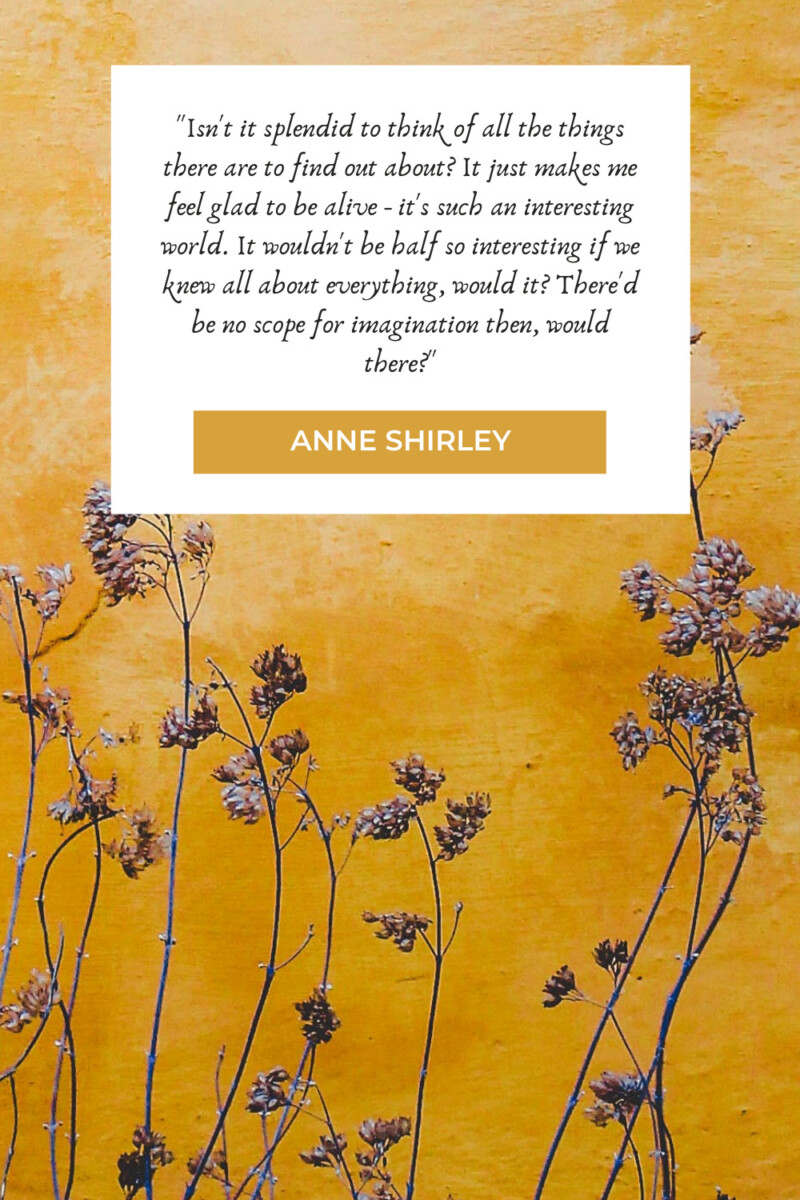 "Isn't it splendid to think of all the things
there are to find out about? It just makes me
feel glad to be alive - it's such an interesting
world. It wouldn't be half so interesting if we
knew all about everything, would it? There'd
be no scope for imagination then, would
there?"
ANNE SHIRLEY